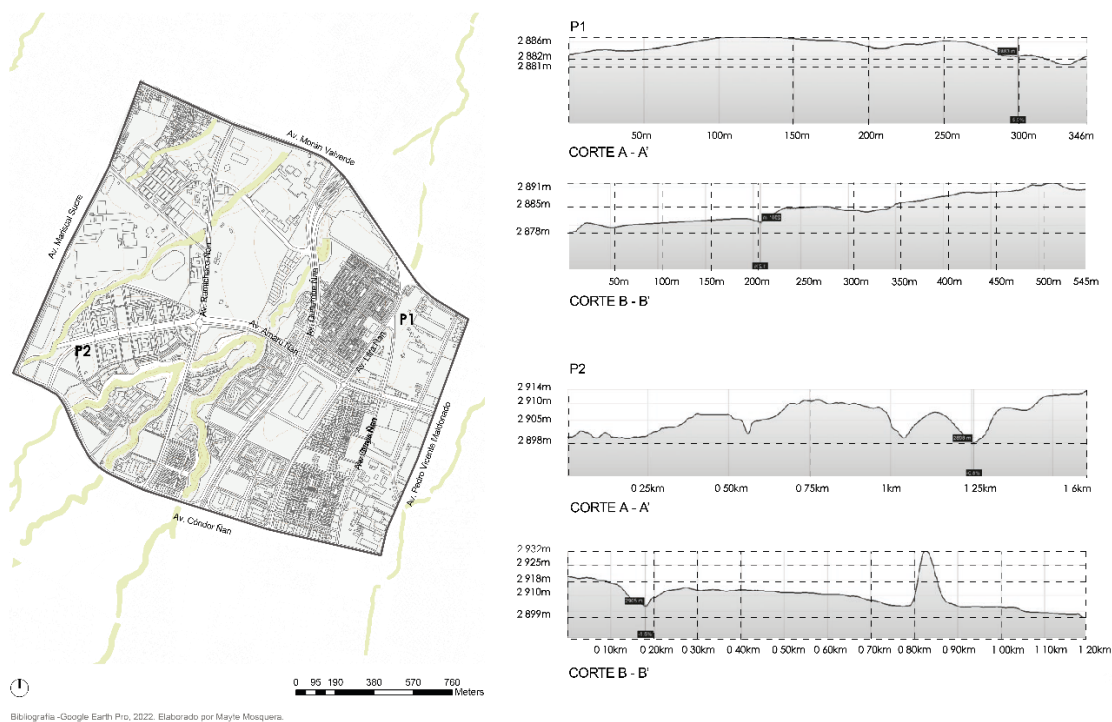 Av. Morán Valverde
Av. Mariscal Sucre
Av. Rumichaca Ñan
Av. Quitumbe Ñan
Av. Amaru Ñan
Av. Lira Ñan
P1
P2
Av. Pedro Vicente Maldonado
Av. Cóndor Ñan
0 95 190 380 570 760
Meters
Bibliografía -Google Earth Pro, 2022. Elaborado por Mayte Mosquera.
P1
2 886m
2 882m
2 881m
50m 100m 150m 200m 250m 300m 346m
CORTE A - A'
2 891m
2 885m
2 878m
50m 100m 150m 200m 250m 300m 350m 400m 450m 500m 545m
CORTE B - B'
P2
2 914m
2 910m
2 905m
2 898m
0 25km 0 50km 0 75km 1km 1 25km 1 6km
CORTE A - A'
2 932m
2 925m
2 918m
2 910m
2 899m
0 10km 0 20km 0 30km 0 40km 0 50km 0 60km 0 70km 0 80km 0 90km 1 00km 1 10km 1 20km
CORTE B - B'